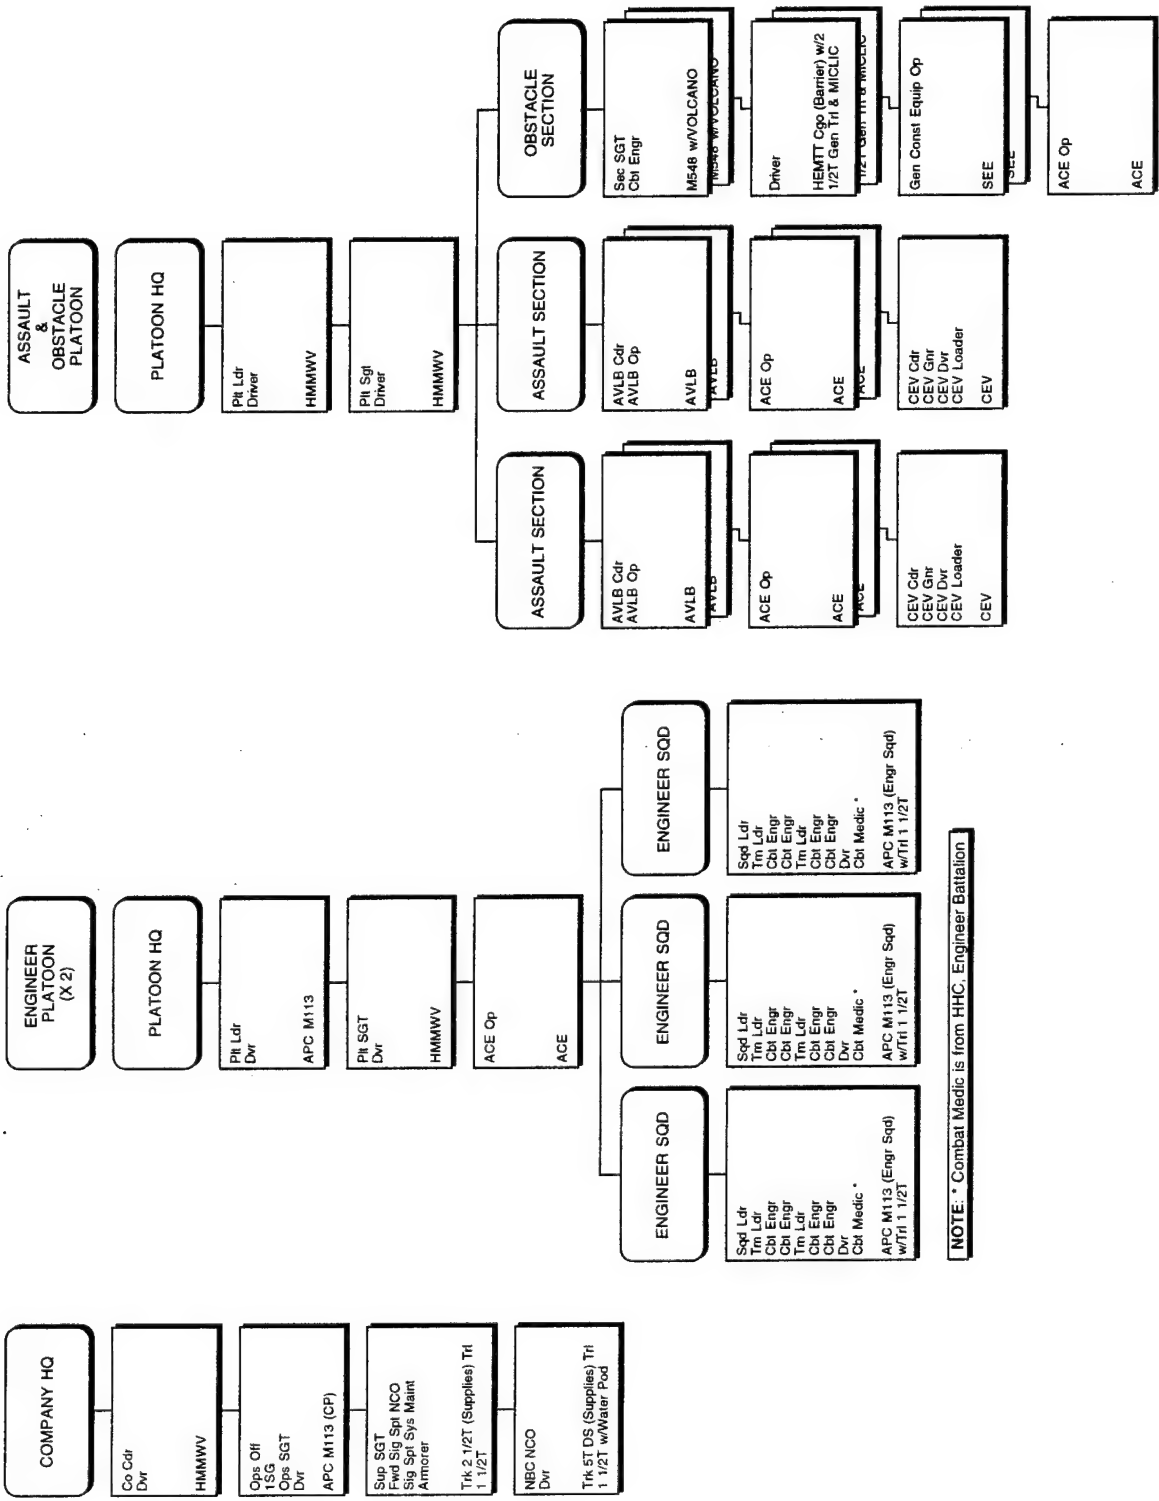 COMPANY HQ
Co Cdr
Dvr
HMMWV
Ops Off
1SG
Ops SGT
Dvr
APC M113 (CP)
Sup SGT
Fwd Sig Spt NCO
Sig Spt Sys Maint
Armorer
Trk 2 1/2T (Supplies) Trl
1 1/2T
NBC NCO
Dvr
Trk 5T DS (Supplies) Trl
1 1/2T w/Water Pod
ENGINEER
PLATOON
(X 2)
PLATOON HQ
Plt Ldr
Dvr
APC M113
Plt SGT
Dvr
HMMWV
ACE Op
ACE
ENGINEER SQD
Sqd Ldr
Tm Ldr
Cbt Engr
Cbt Engr
Tm Ldr
Cbt Engr
Cbt Engr
Dvr
Cbt Medic *
APC M113 (Engr Sqd)
w/Trl 1 1/2T
ENGINEER SQD
Sqd Ldr
Tm Ldr
Cbt Engr
Cbt Engr
Tm Ldr
Cbt Engr
Cbt Engr
Dvr
Cbt Medic *
APC M113 (Engr Sqd)
w/Trl 1 1/2T
ENGINEER SQD
Sqd Ldr
Tm Ldr
Cbt Engr
Cbt Engr
Tm Ldr
Cbt Engr
Cbt Engr
Dvr
Cbt Medic *
APC M113 (Engr Sqd)
w/Trl 1 1/2T
NOTE: * Combat Medic is from HHC, Engineer Battalion
ASSAULT
&
OBSTACLE
PLATOON
PLATOON HQ
Plt Ldr
Driver
HMMWV
Plt Sgt
Driver
HMMWV
ASSAULT SECTION
AVLB Cdr
AVLB Op
AVLB
AVLB
ACE Op
ACE
ACE
CEV Cdr
CEV Gnr
CEV Dvr
CEV Loader
CEV
ASSAULT SECTION
AVLB Cdr
AVLB Op
AVLB
AVLB
ACE Op
ACE
ACE
CEV Cdr
CEV Gnr
CEV Dvr
CEV Loader
CEV
OBSTACLE
SECTION
Sec SGT
Cbt Engr
M548 w/VOLCANO
M548 w/VOLCANO
Driver
HEMTT Cgo (Barrier) w/2
1/2T Gen Trl & MICLIC
1/2T Gen Trl & MICLIC
Gen Const Equip Op
SEE
SEE
ACE Op
ACE